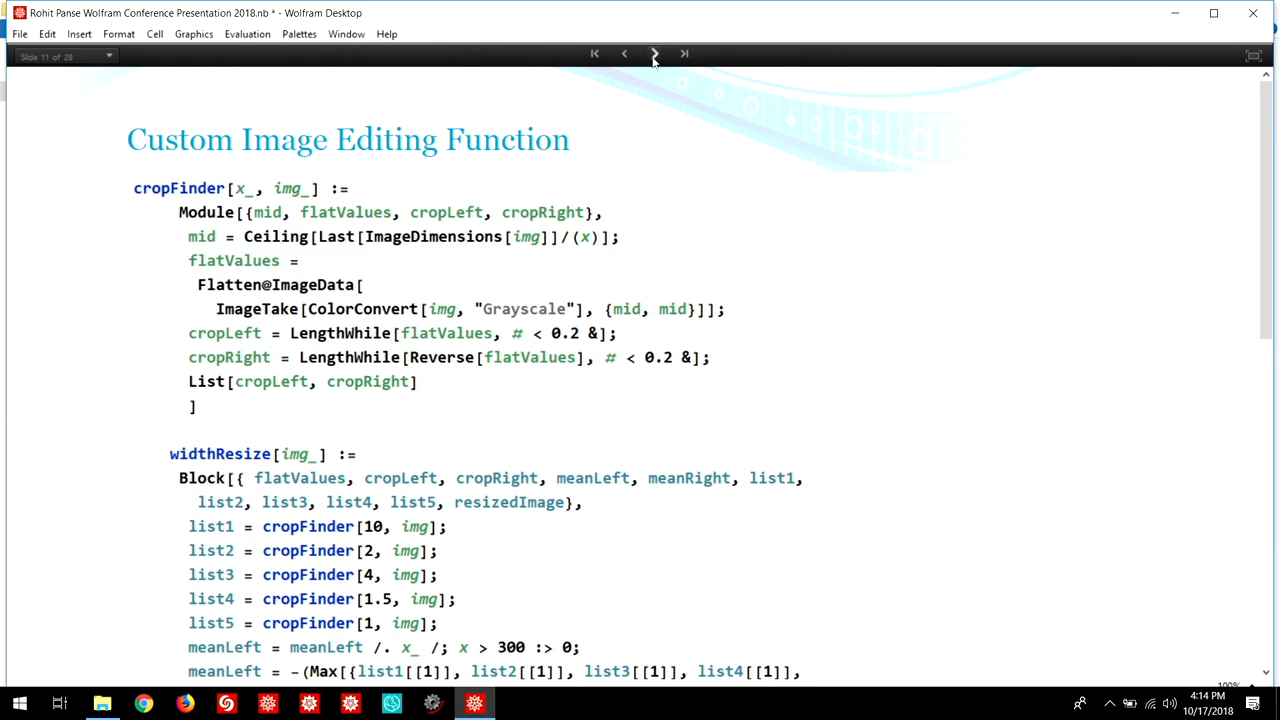 Rohit Panse Wolfram Conference Presentation 2018.nb * - Wolfram Desktop
File Edit Insert Format Cell Graphics Evaluation Palettes Window Help
Slide 11 of 28
Custom Image Editing Function
cropFinder[x_, img_] :=
Module[{mid, flatValues, cropLeft, cropRight},
mid = Ceiling[Last[ImageDimensions[img]]/(x)];
flatValues =
Flatten@ImageData[
ImageTake[ColorConvert[img, "Grayscale"], {mid, mid}]];
cropLeft = LengthWhile[flatValues, # < 0.2 &];
cropRight = LengthWhile[Reverse[flatValues], # < 0.2 &];
List[cropLeft, cropRight]
]
widthResize[img_] :=
Block[{ flatValues, cropLeft, cropRight, meanLeft, meanRight, list1,
list2, list3, list4, list5, resizedImage},
list1 = cropFinder[10, img];
list2 = cropFinder[2, img];
list3 = cropFinder[4, img];
list4 = cropFinder[1.5, img];
list5 = cropFinder[1, img];
meanLeft = meanLeft /. x_ /; x > 300 :> 0;
meanLeft = -(Max[{list1[[1]], list2[[1]], list3[[1]], list4[[1]],
100%
4:14 PM
10/17/2018